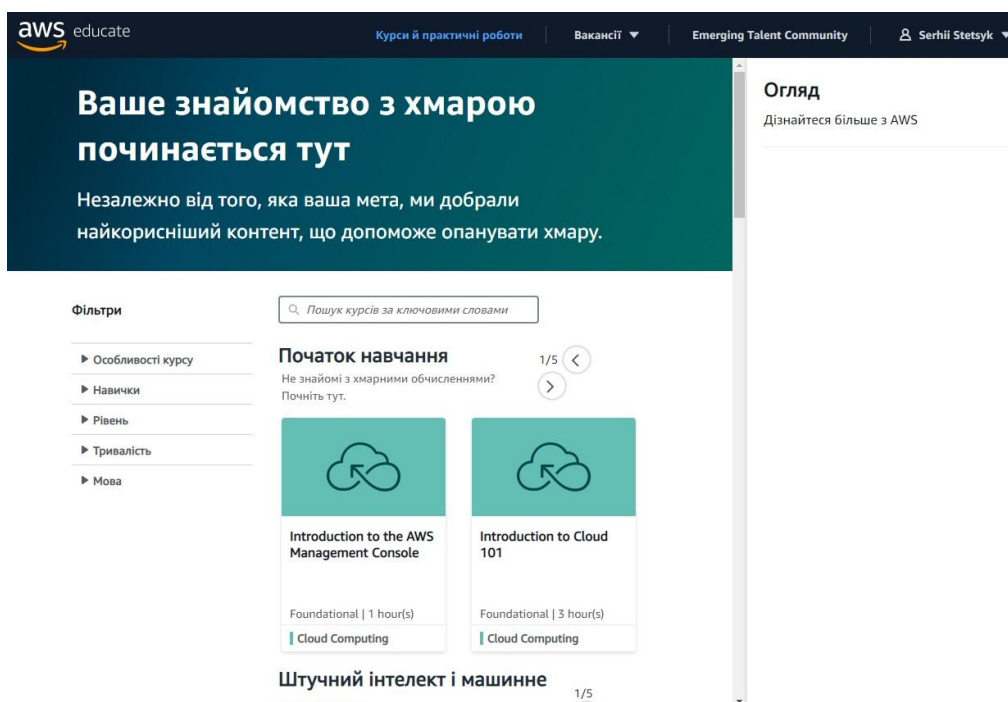 aws educate
Курси й практичні роботи
Вакансії
Emerging Talent Community
Serhii Stetsyk
Ваше знайомство з хмарою
починається тут
Незалежно від того, яка ваша мета, ми добрали
найкорисніший контент, що допоможе опанувати хмару.
Огляд
Дізнайтеся більше з AWS
Фільтри
Особливості курсу
Навички
Рівень
Тривалість
Мова
Пошук курсів за ключовими словами
Початок навчання
1/5
Не знайомі з хмарними обчисленнями?
Почніть тут.
Introduction to the AWS
Management Console
Foundational | 1 hour(s)
Cloud Computing
Introduction to Cloud
101
Foundational | 3 hour(s)
Cloud Computing
Штучний інтелект і машинне
1/5